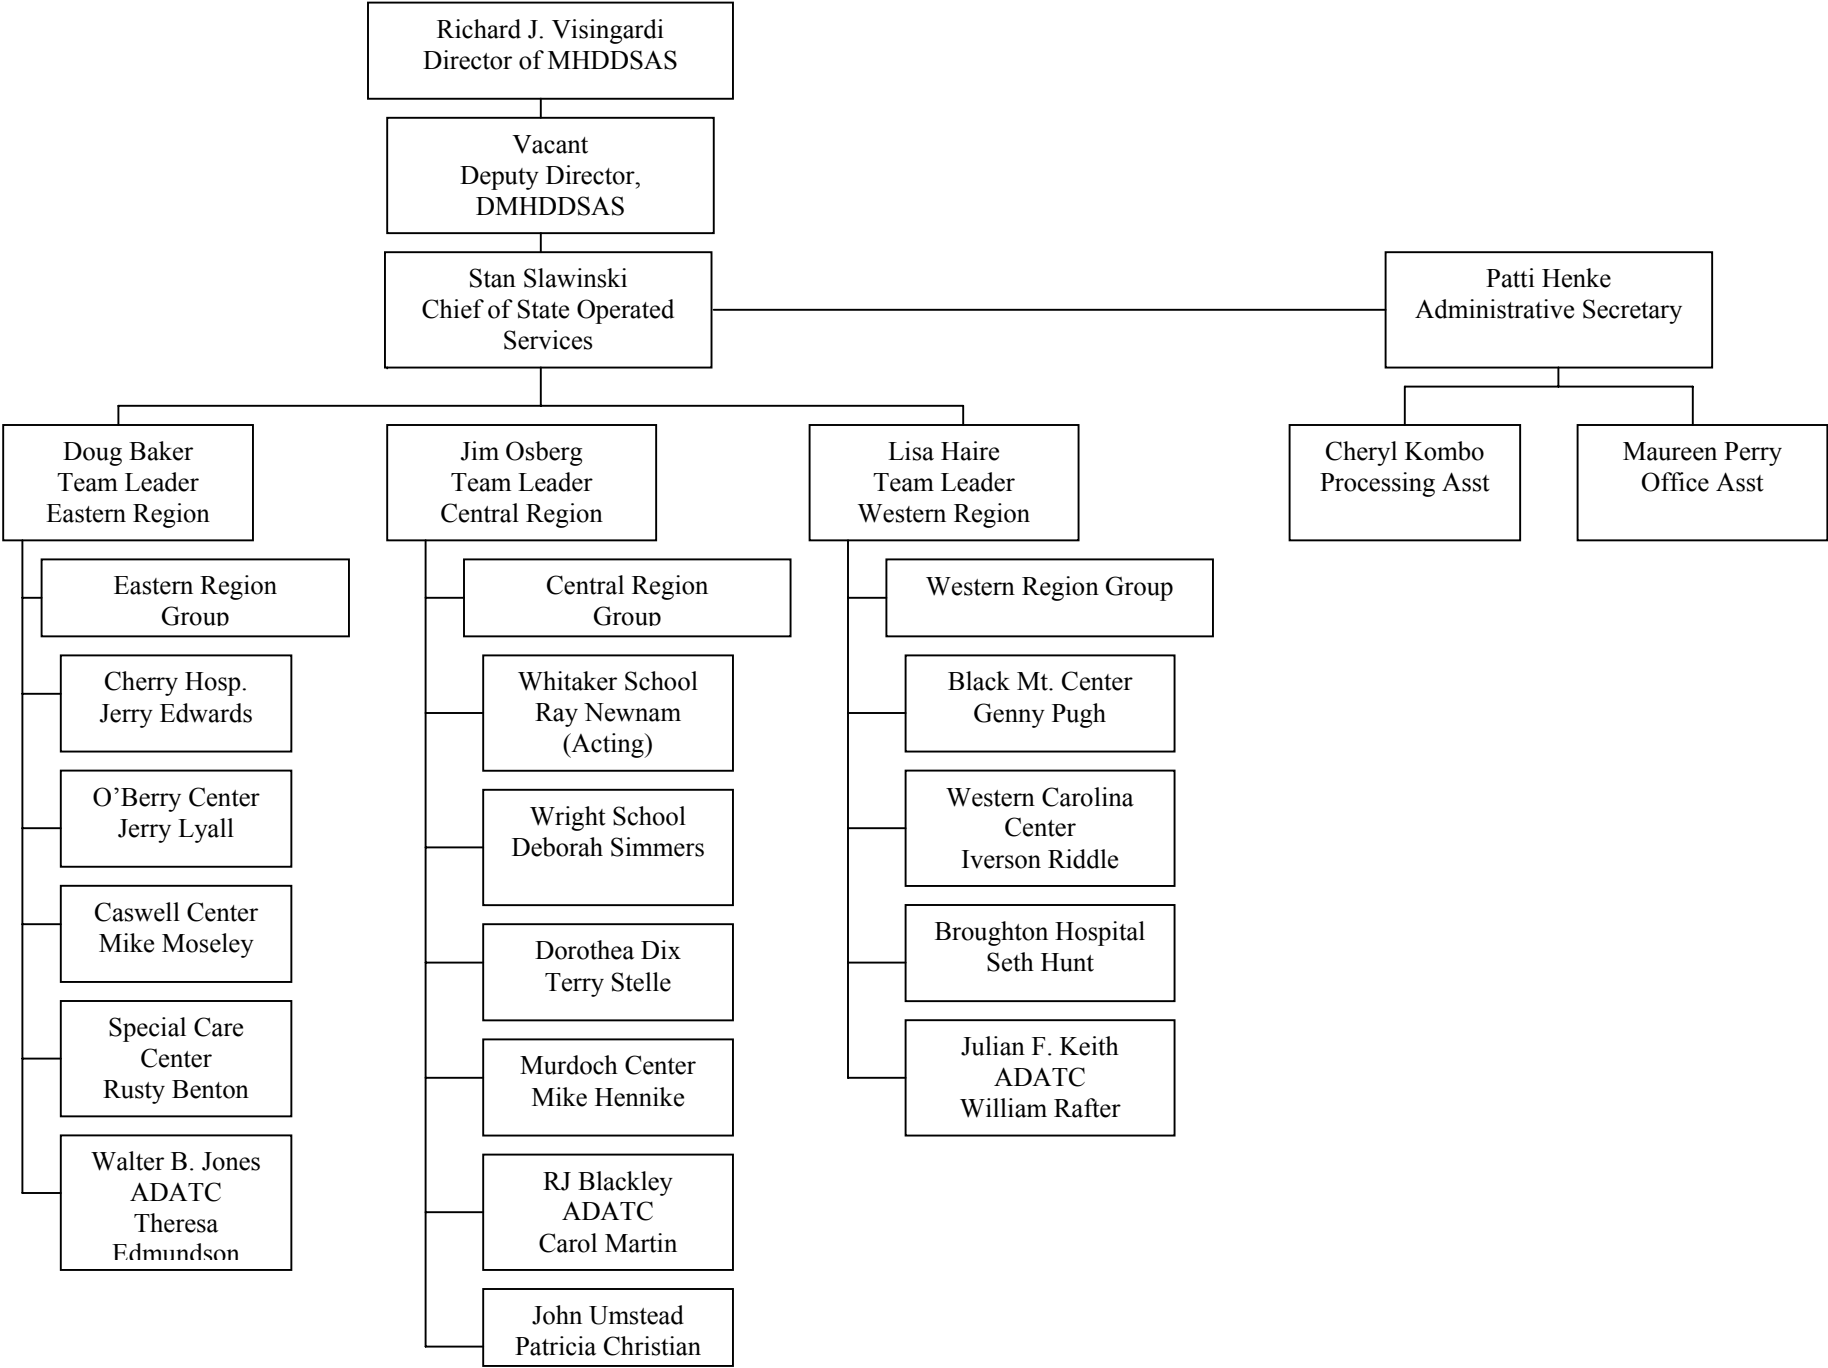 Richard J. Visingardi
Director of MHDDSAS
Vacant
Deputy Director,
DMHDDSAS
Stan Slawinski
Chief of State Operated
Services
Patti Henke
Administrative Secretary
Doug Baker
Team Leader
Eastern Region
Jim Osberg
Team Leader
Central Region
Lisa Haire
Team Leader
Western Region
Cheryl Kombo
Processing Asst
Maureen Perry
Office Asst
Eastern Region
Group
Cherry Hosp.
Jerry Edwards
O’Berry Center
Jerry Lyall
Caswell Center
Mike Moseley
Special Care
Center
Rusty Benton
Walter B. Jones
ADATC
Theresa
Edmundson
Central Region
Group
Whitaker School
Ray Newnam
(Acting)
Wright School
Deborah Simmers
Dorothea Dix
Terry Stelle
Murdoch Center
Mike Hennike
RJ Blackley
ADATC
Carol Martin
John Umstead
Patricia Christian
Western Region Group
Black Mt. Center
Genny Pugh
Western Carolina
Center
Iverson Riddle
Broughton Hospital
Seth Hunt
Julian F. Keith
ADATC
William Rafter